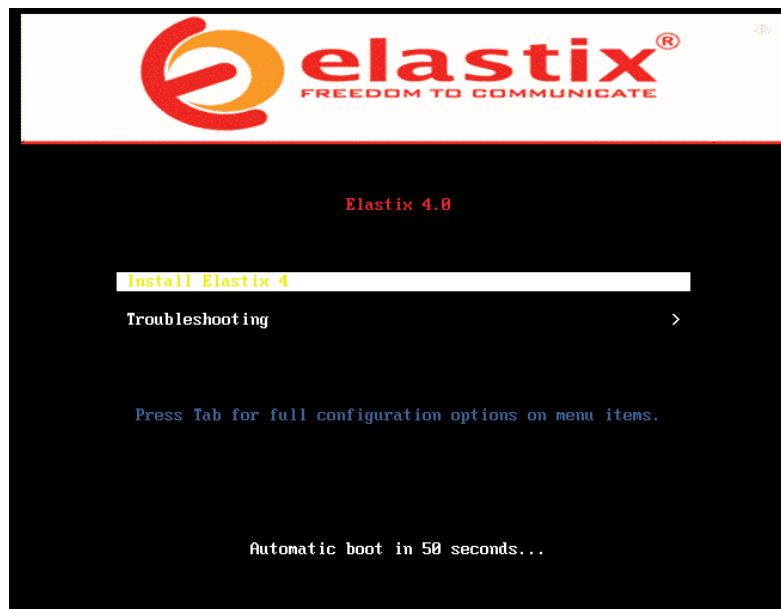 elastix®
FREEDOM TO COMMUNICATE
Elastix 4.0
Install Elastix 4
Troubleshooting >
Press Tab for full configuration options on menu items.
Automatic boot in 50 seconds...